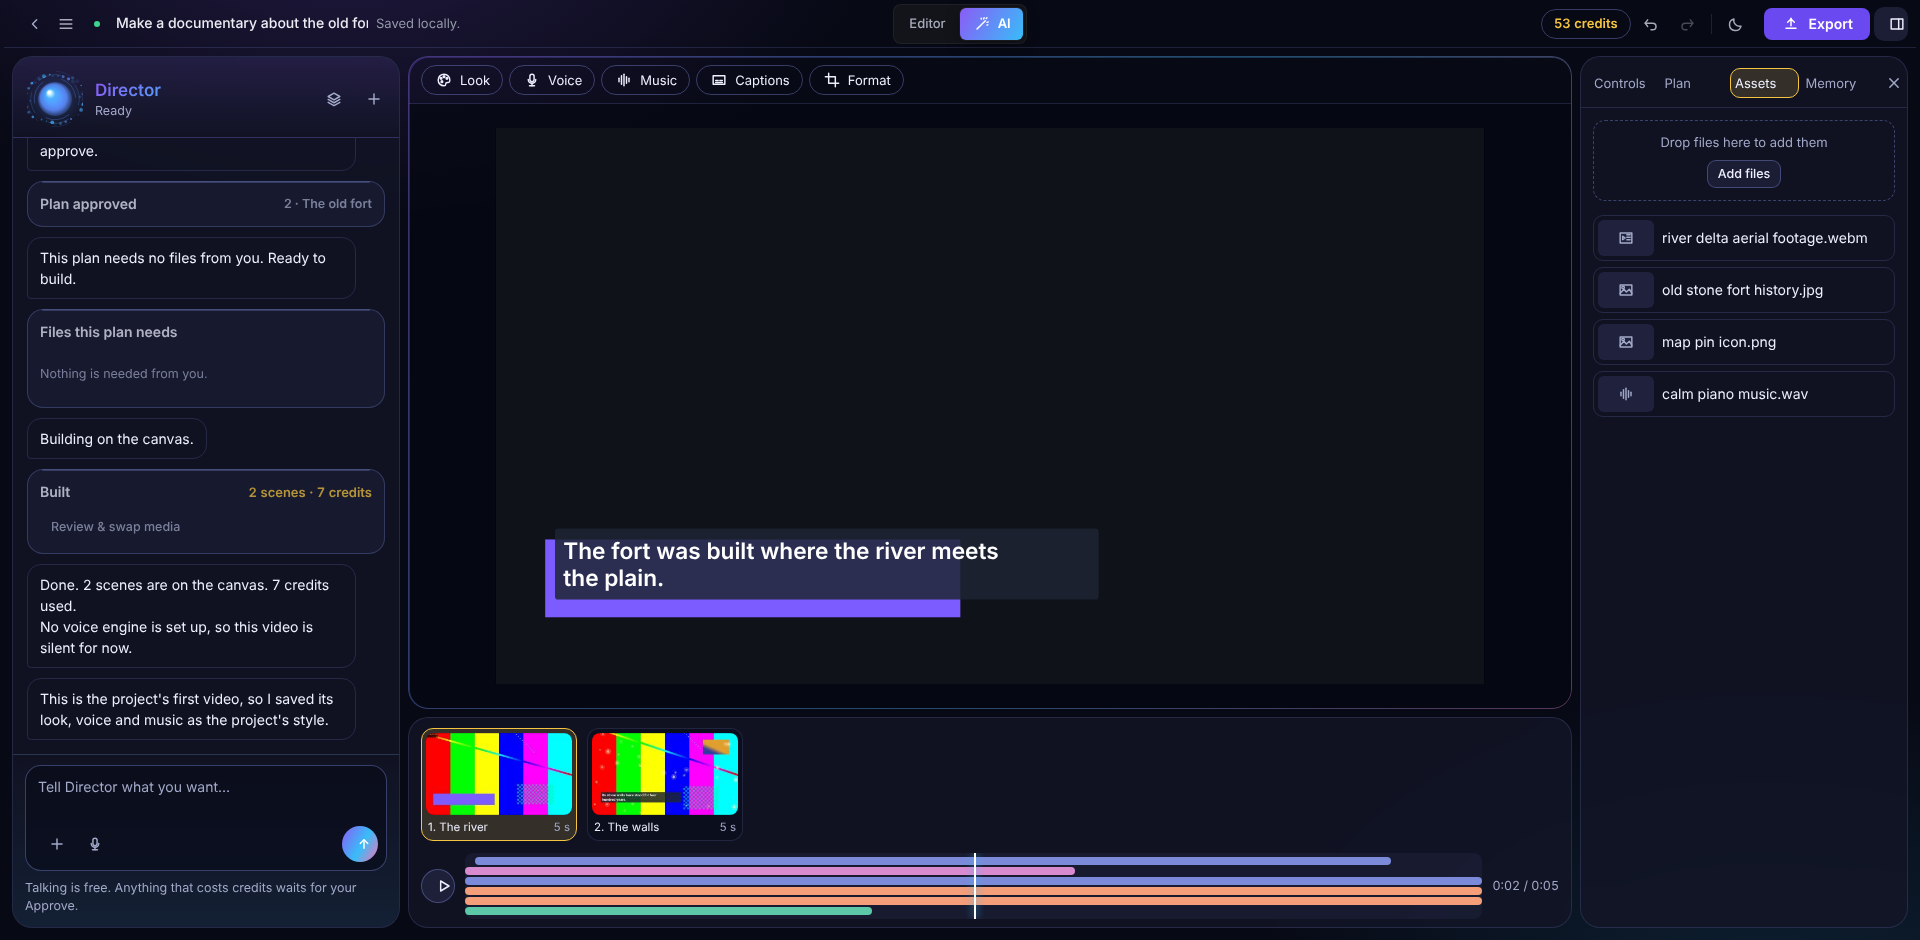 Make a documentary about the old for
Saved locally.
Editor
AI
53 credits
Export
Director
Ready
approve.
Plan approved
2 · The old fort
This plan needs no files from you. Ready to
build.
Files this plan needs
Nothing is needed from you.
Building on the canvas.
Built
2 scenes · 7 credits
Review & swap media
Done. 2 scenes are on the canvas. 7 credits
used.
No voice engine is set up, so this video is
silent for now.
This is the project's first video, so I saved its
look, voice and music as the project's style.
Tell Director what you want...
Talking is free. Anything that costs credits waits for your
Approve.
Look
Voice
Music
Captions
Format
The fort was built where the river meets
the plain.
1. The river
5 s
2. The walls
5 s
0:02 / 0:05
Controls
Plan
Assets
Memory
Drop files here to add them
Add files
river delta aerial footage.webm
old stone fort history.jpg
map pin icon.png
calm piano music.wav